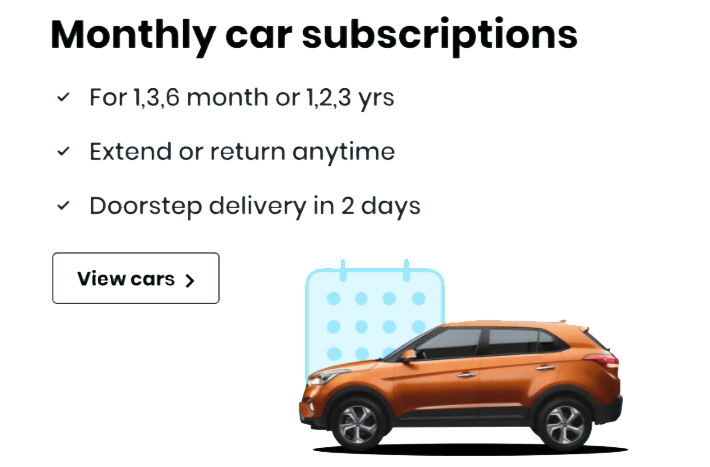 Monthly car subscriptions
For 1,3,6 month or 1,2,3 yrs
Extend or return anytime
Doorstep delivery in 2 days
View cars